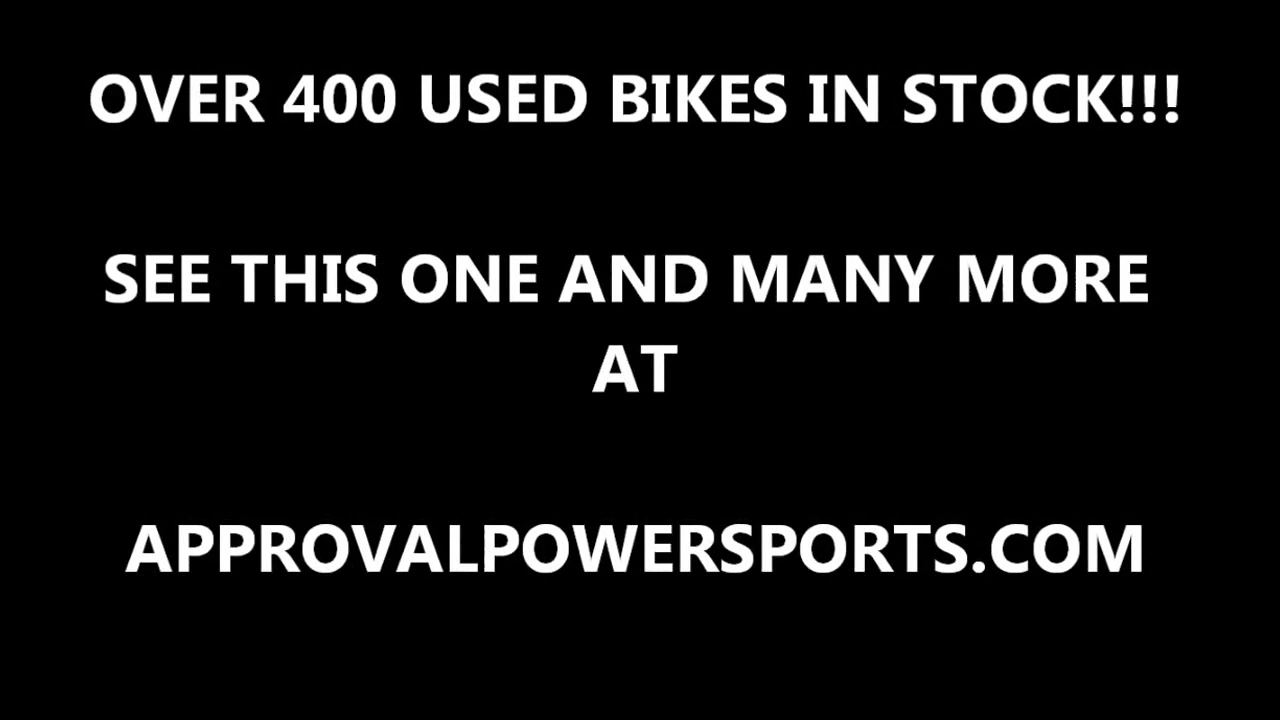 OVER 400 USED BIKES IN STOCK!!!
SEE THIS ONE AND MANY MORE
AT
APPROVALPOWERSPORTS.COM